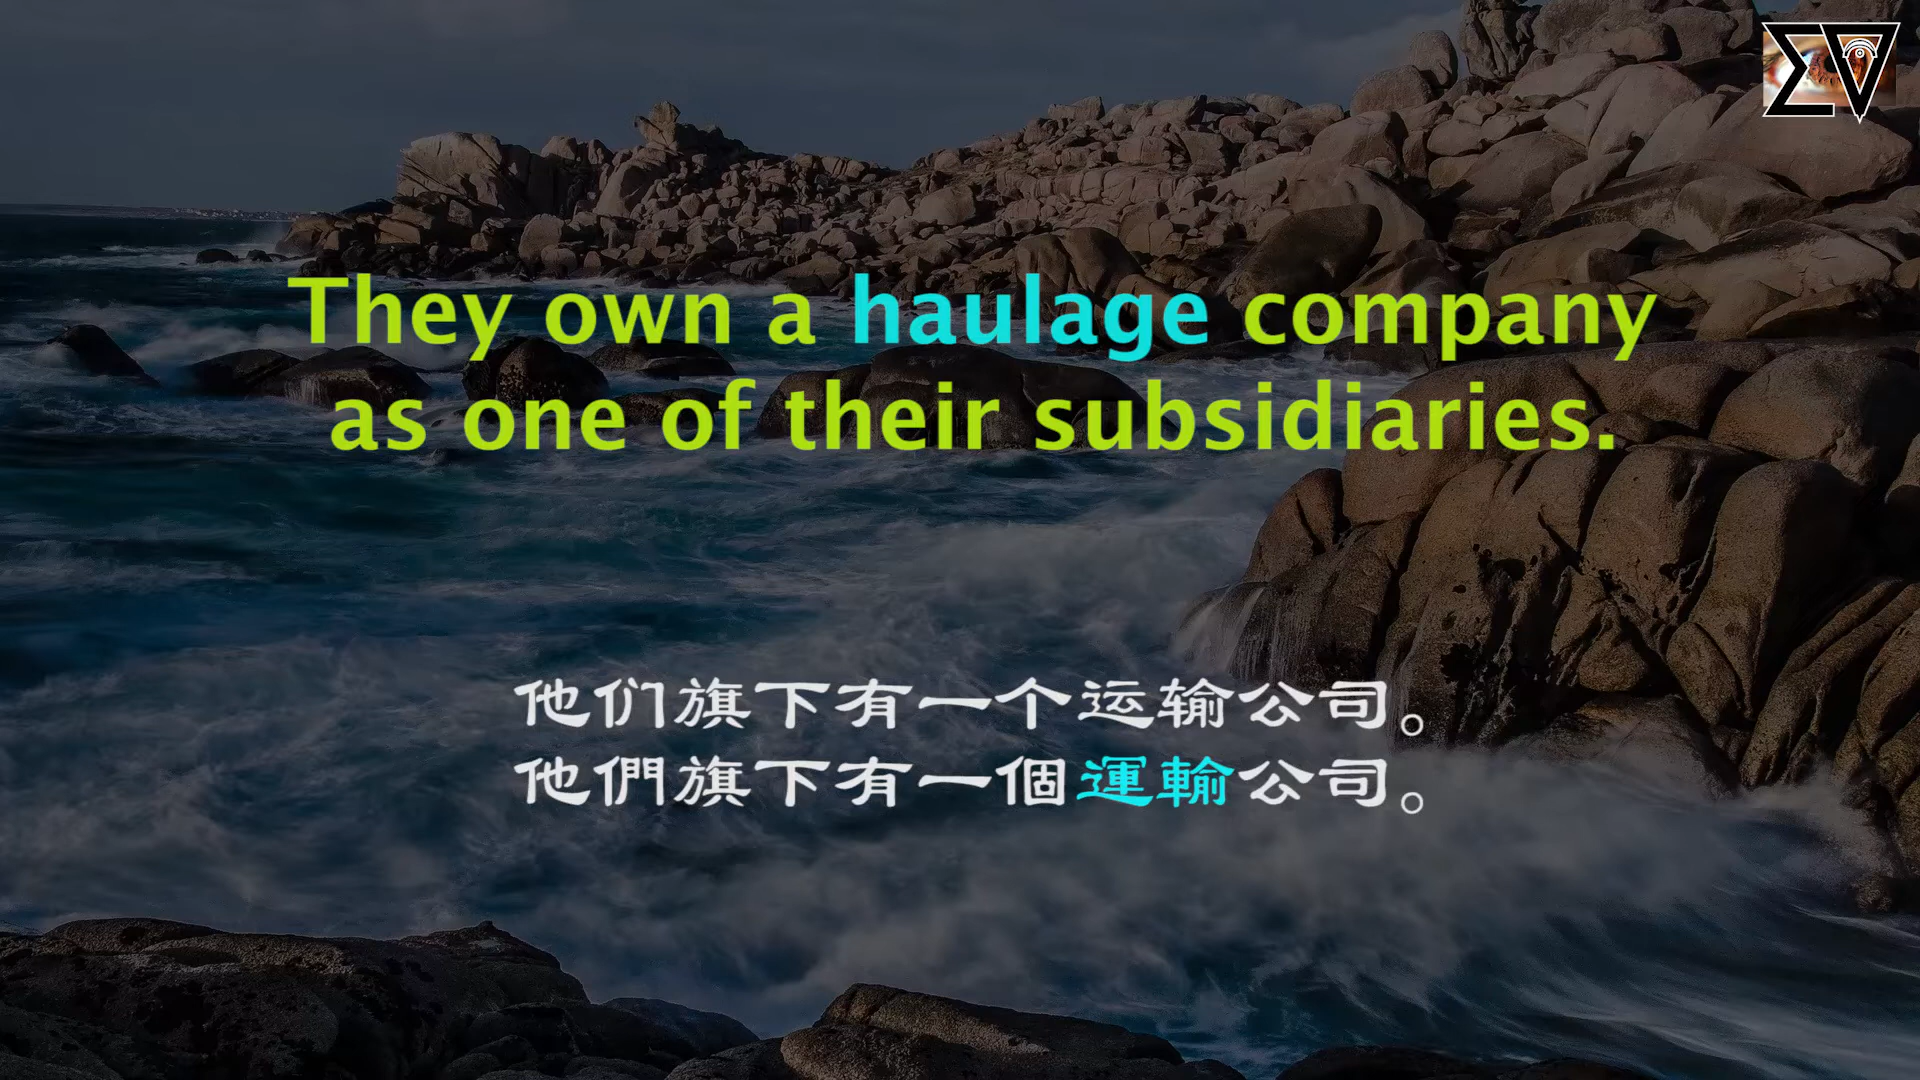 They own a haulage company
as one of their subsidiaries.
他们旗下有一个运输公司。
他們旗下有一個運輸公司。